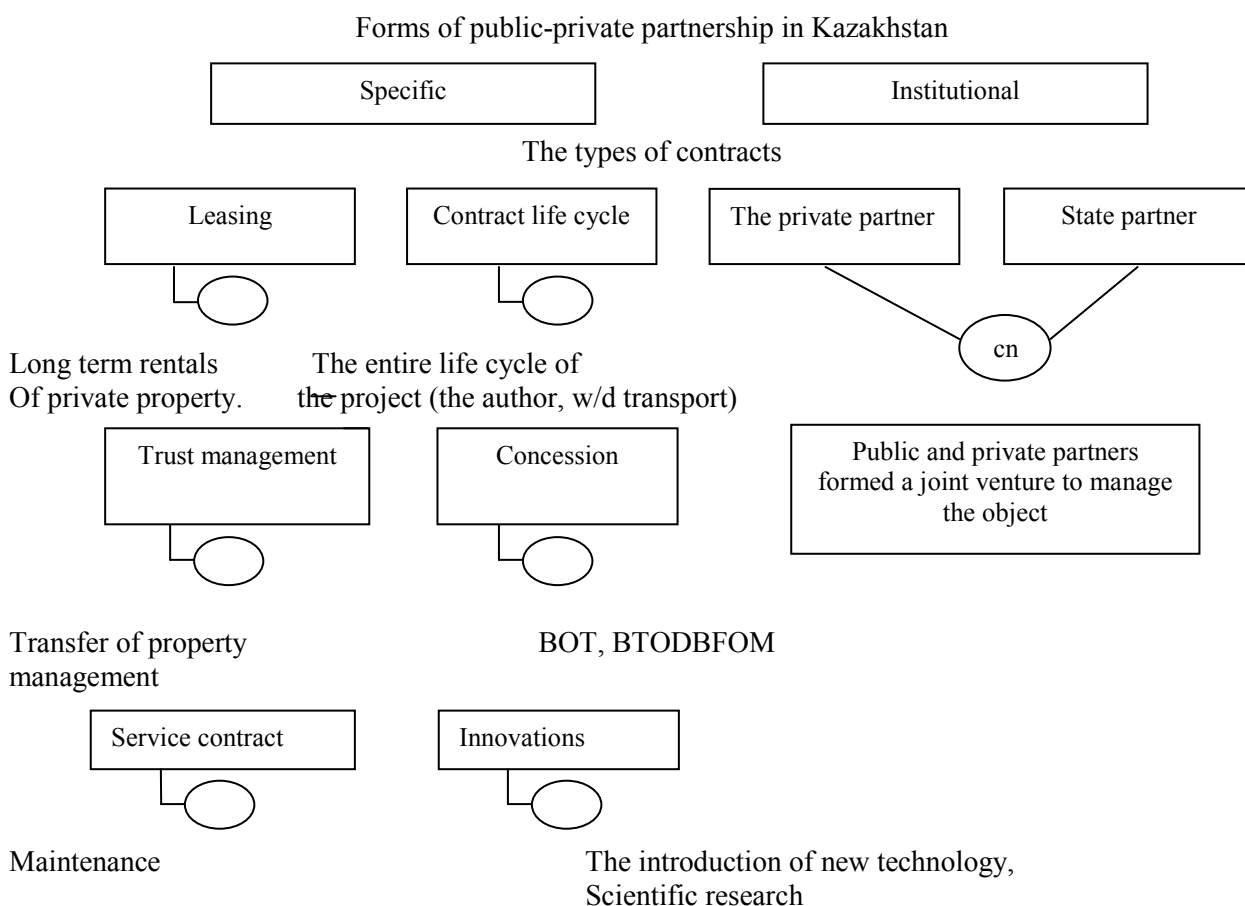 Forms of public-private partnership in Kazakhstan
Specific
Institutional
The types of contracts
Leasing
Contract life cycle
The private partner
State partner
cn
Long term rentals
Of private property.
The entire life cycle of
the project (the author, w/d transport)
Trust management
Concession
Public and private partners
formed a joint venture to manage
the object
Transfer of property
management
BOT, BTODBFOM
Service contract
Innovations
Maintenance
The introduction of new technology,
Scientific research